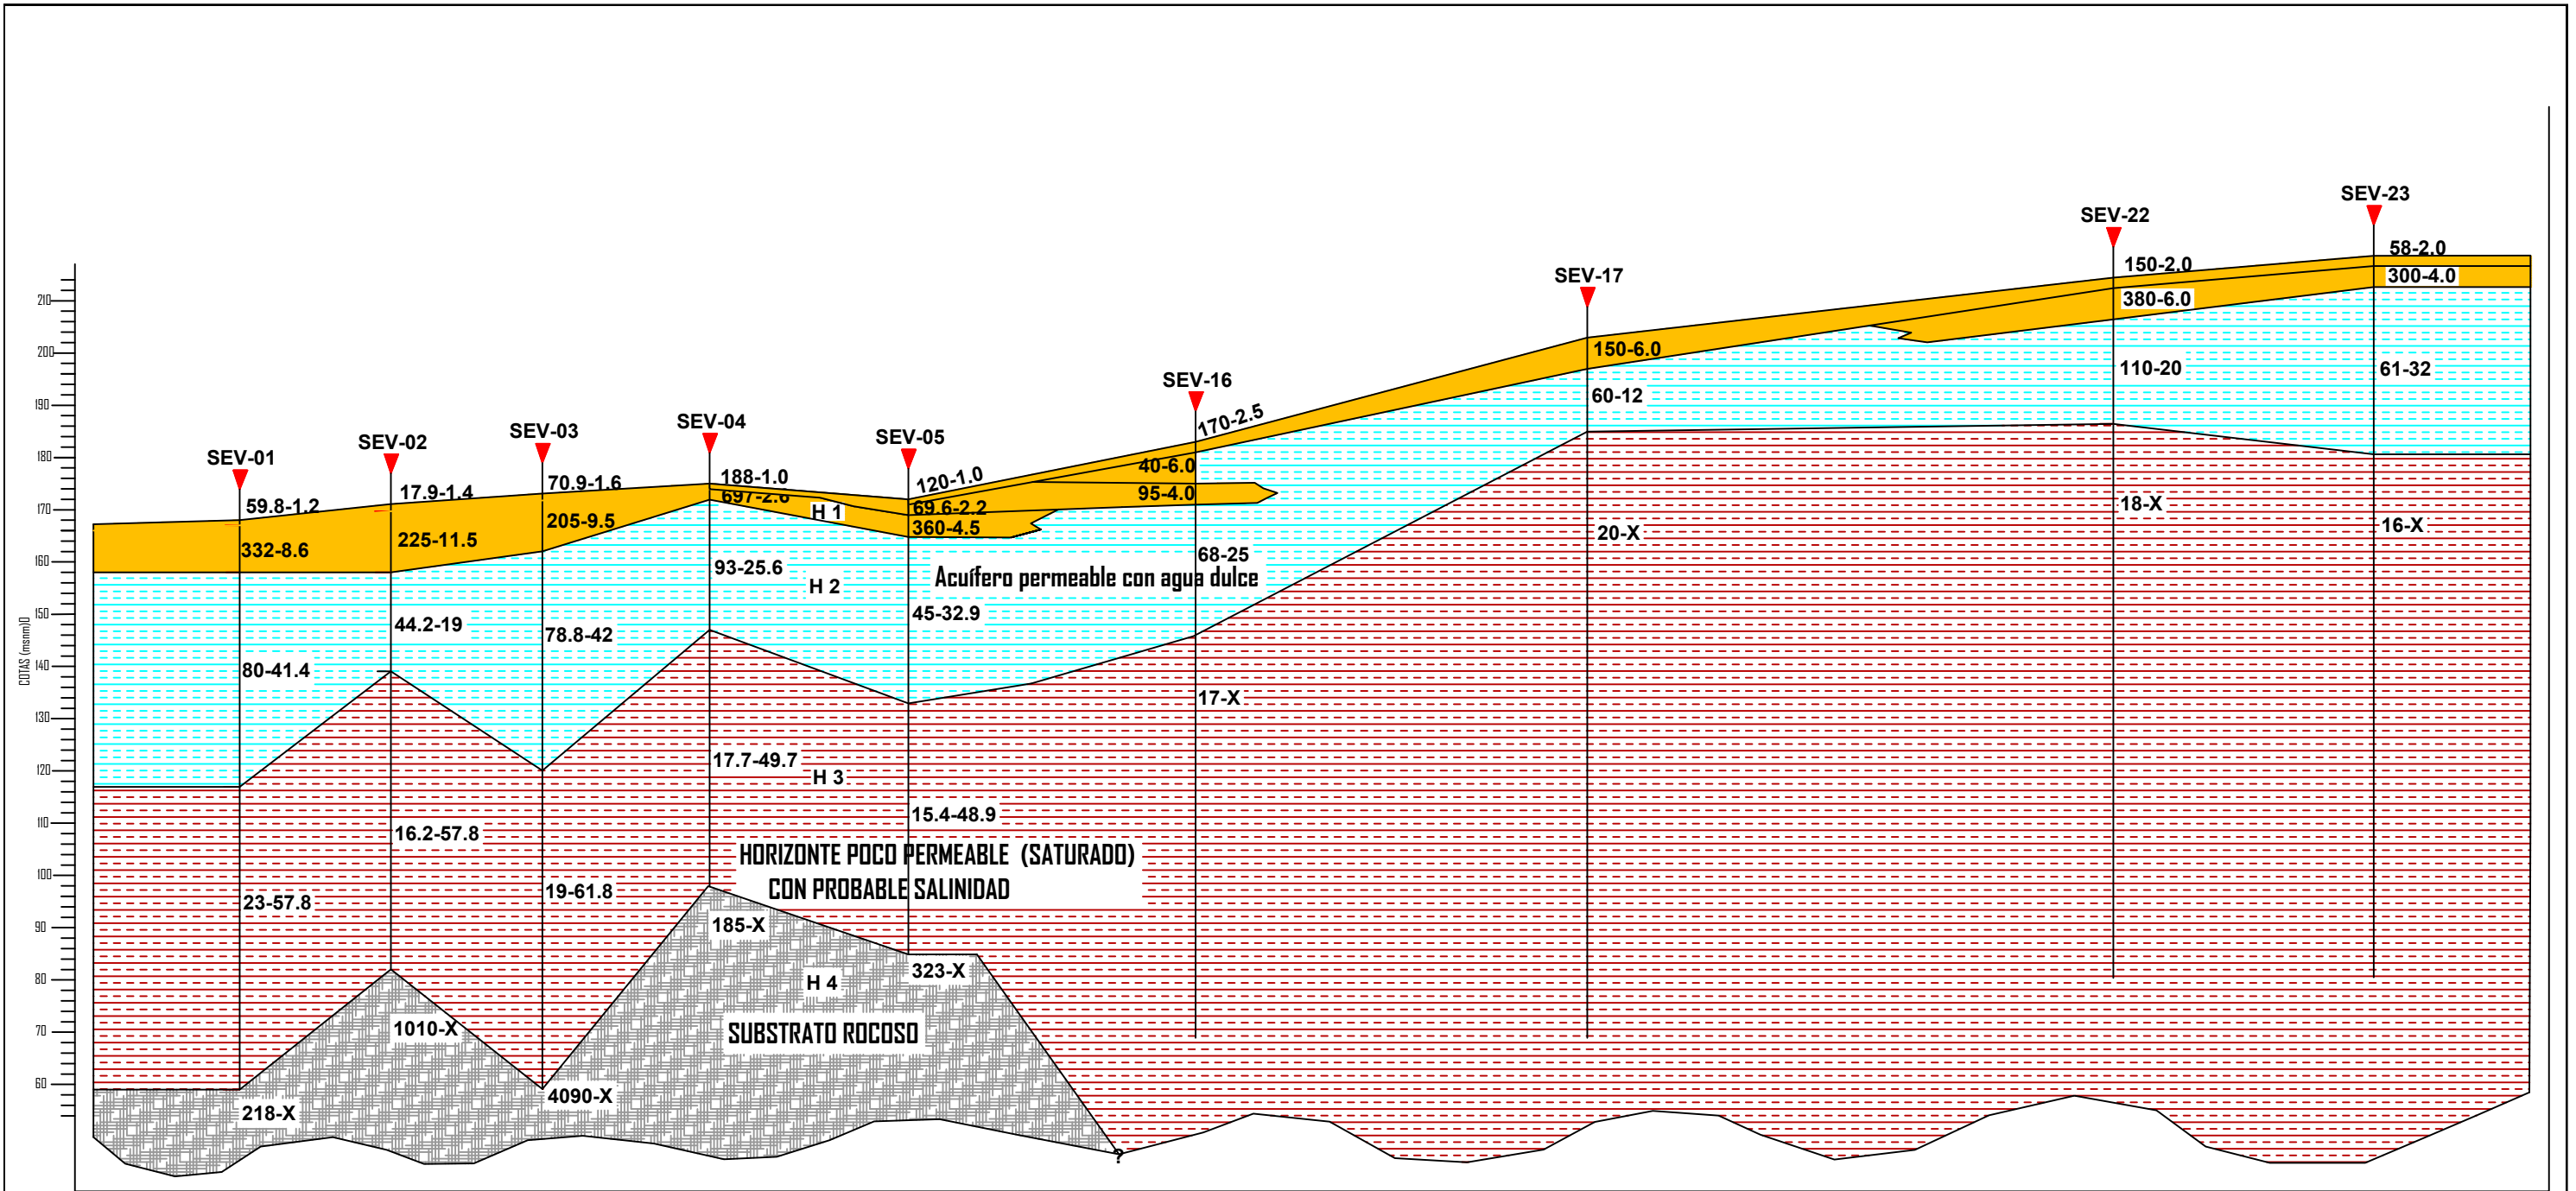 SEV-23
SEV-22
58-2.0
150-2.0
SEV-17
300-4.0
380-6.0
210
200
150-6.0
110-20
61-32
SEV-16
60-12
190
170-2.5
SEV-04
SEV-03
SEV-05
SEV-02
SEV-01
180
40-6.0
188-1.0
120-1.0
70.9-1.6
17.9-1.4
697-2.6
95-4.0
59.8-1.2
170
H 1
69.6-2.2
18-X
205-9.5
360-4.5
16-X
20-X
225-11.5
332-8.6
160
68-25
93-25.6
Acuífero permeable con agua dulce
H 2
150
45-32.9
44.2-19
78.8-42
COTAS (msnm)
140
80-41.4
17-X
130
17.7-49.7
120
H 3
15.4-48.9
110
16.2-57.8
HORIZONTE POCO PERMEABLE (SATURADO)
CON PROBABLE SALINIDAD
100
19-61.8
23-57.8
185-X
90
323-X
80
H 4
1010-X
SUBSTRATO ROCOSO
70
60
4090-X
218-X
?